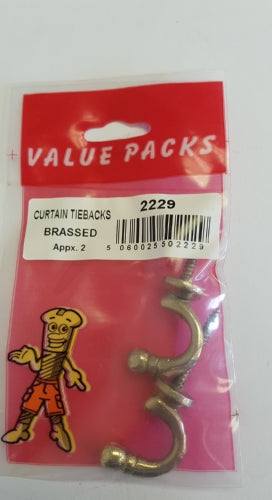 VALUE PACKS
CURTAIN TIEBACKS 2229
BRASSED
Appx. 2 5 060025 502229